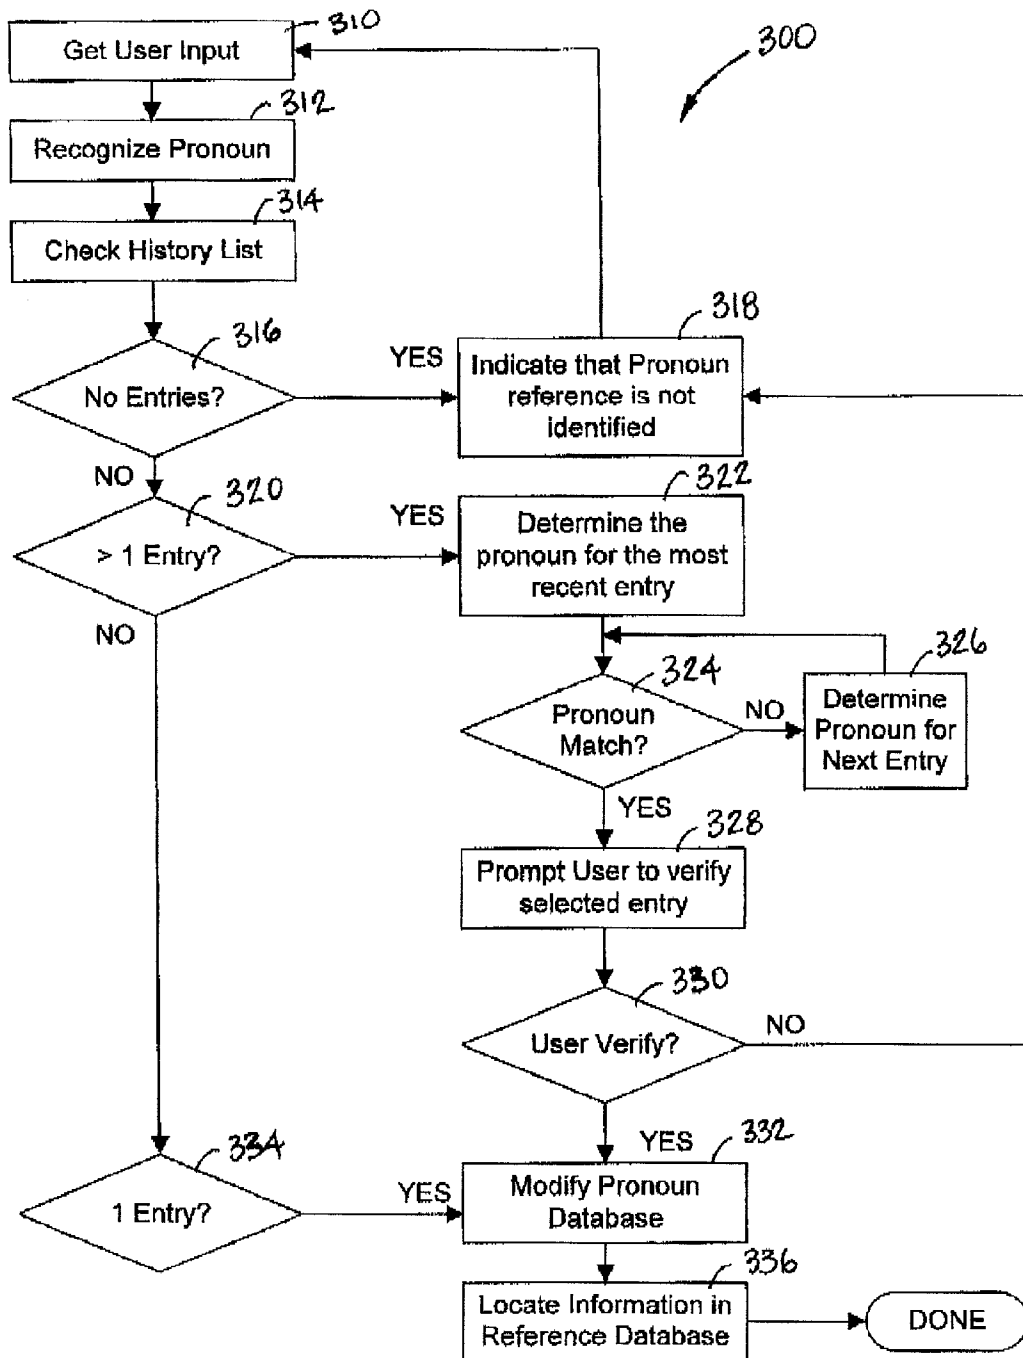 310
Get User Input
300
312
Recognize Pronoun
314
Check History List
316
No Entries?
YES
318
Indicate that Pronoun
reference is not
identified
NO
320
> 1 Entry?
YES
322
Determine the
pronoun for the most
recent entry
NO
324
Pronoun
Match?
NO
326
Determine
Pronoun for
Next Entry
YES
328
Prompt User to verify
selected entry
330
User Verify?
NO
YES
332
Modify Pronoun
Database
334
1 Entry?
YES
336
Locate Information in
Reference Database
DONE